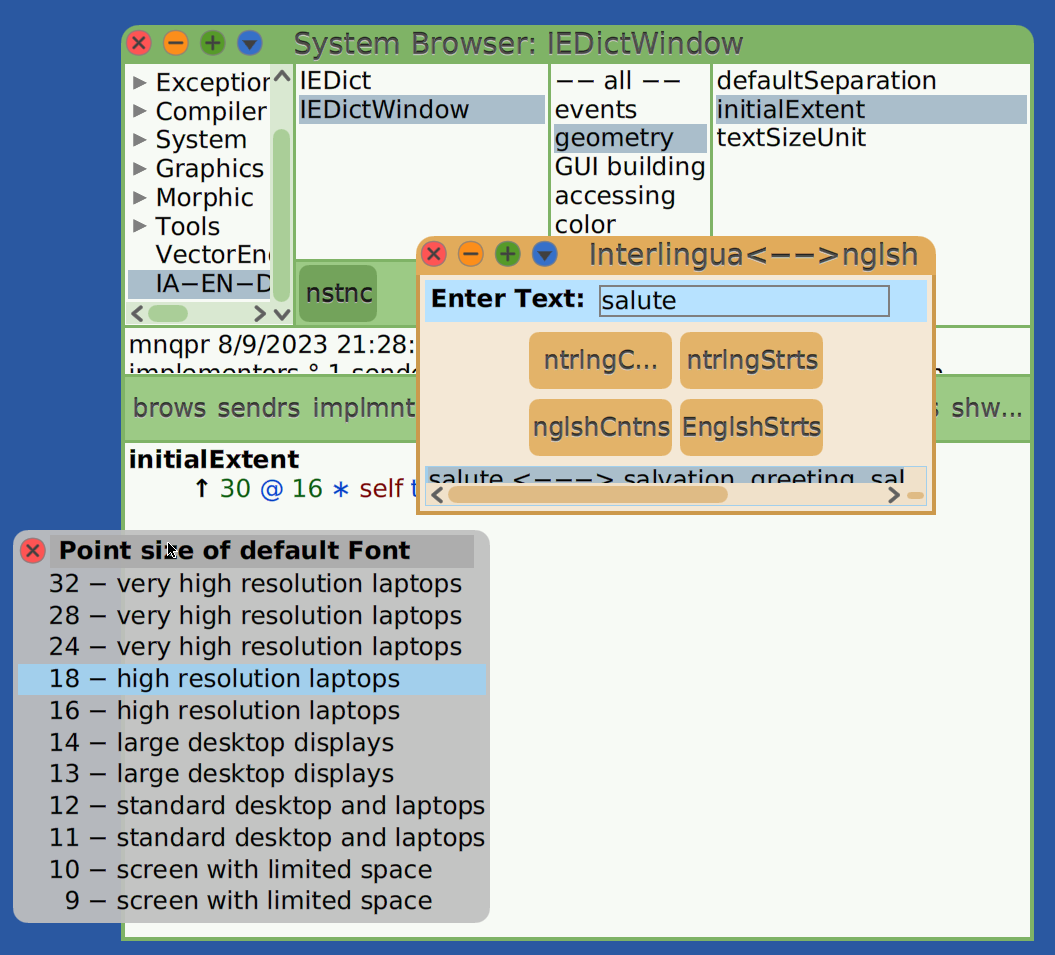 System Browser: IEDictWindow
Exception
Compiler
System
Graphics
Morphic
Tools
VectorEn
IA−EN−D
IEDict
IEDictWindow
−− all −−
events
geometry
GUI building
accessing
color
defaultSeparation
initialExtent
textSizeUnit
nstnc
mnqpr 8/9/2023 21:28:
implementors ° 1 sende
brows sendrs implmnt
shw...
initialExtent
↑ 30 @ 16 ∗ self t
Interlingua<−−>nglsh
Enter Text: salute
ntrlngC... ntrlngStrts
nglshCntns EnglshStrts
salute <−−−> salvation, greeting, sal
Point size of default Font
32 − very high resolution laptops
28 − very high resolution laptops
24 − very high resolution laptops
18 − high resolution laptops
16 − high resolution laptops
14 − large desktop displays
13 − large desktop displays
12 − standard desktop and laptops
11 − standard desktop and laptops
10 − screen with limited space
9 − screen with limited space